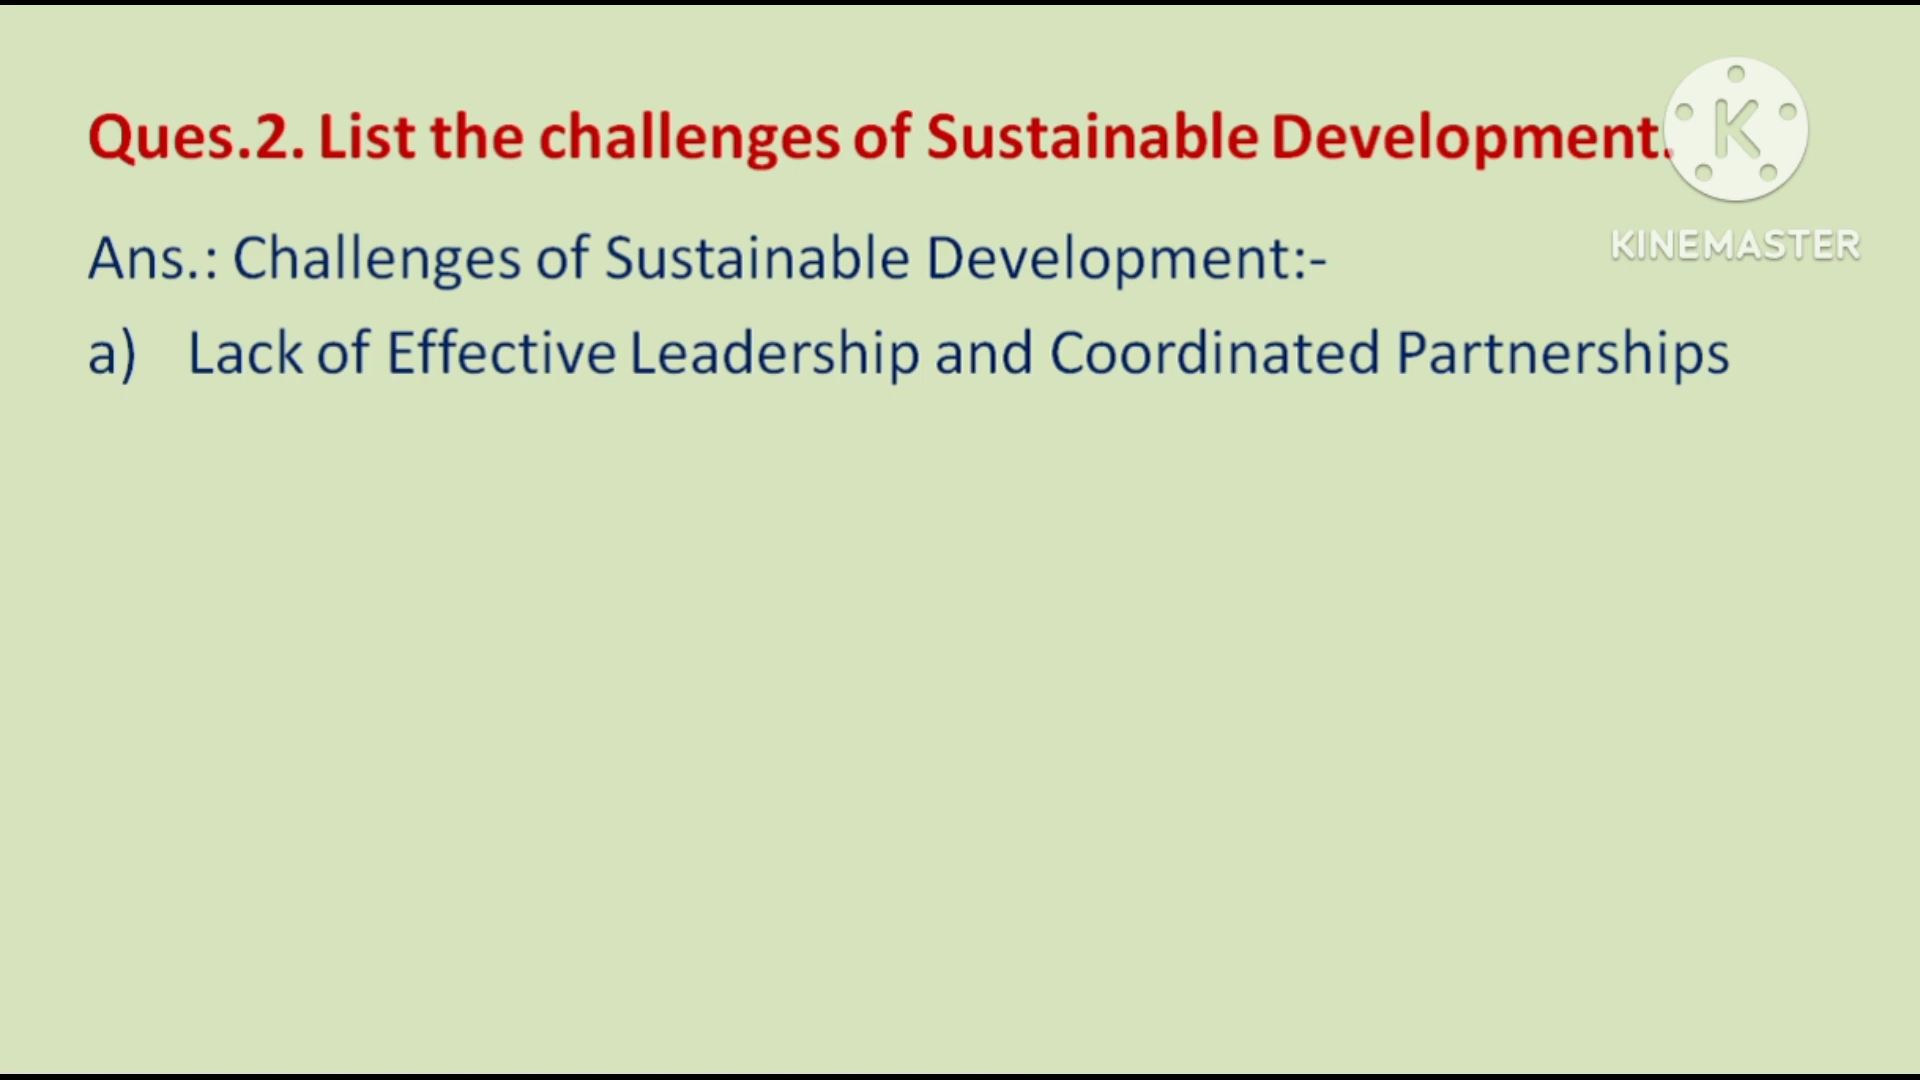 Ques.2. List the challenges of Sustainable Development.
K
KINEMASTER
Ans.: Challenges of Sustainable Development:-
a) Lack of Effective Leadership and Coordinated Partnerships